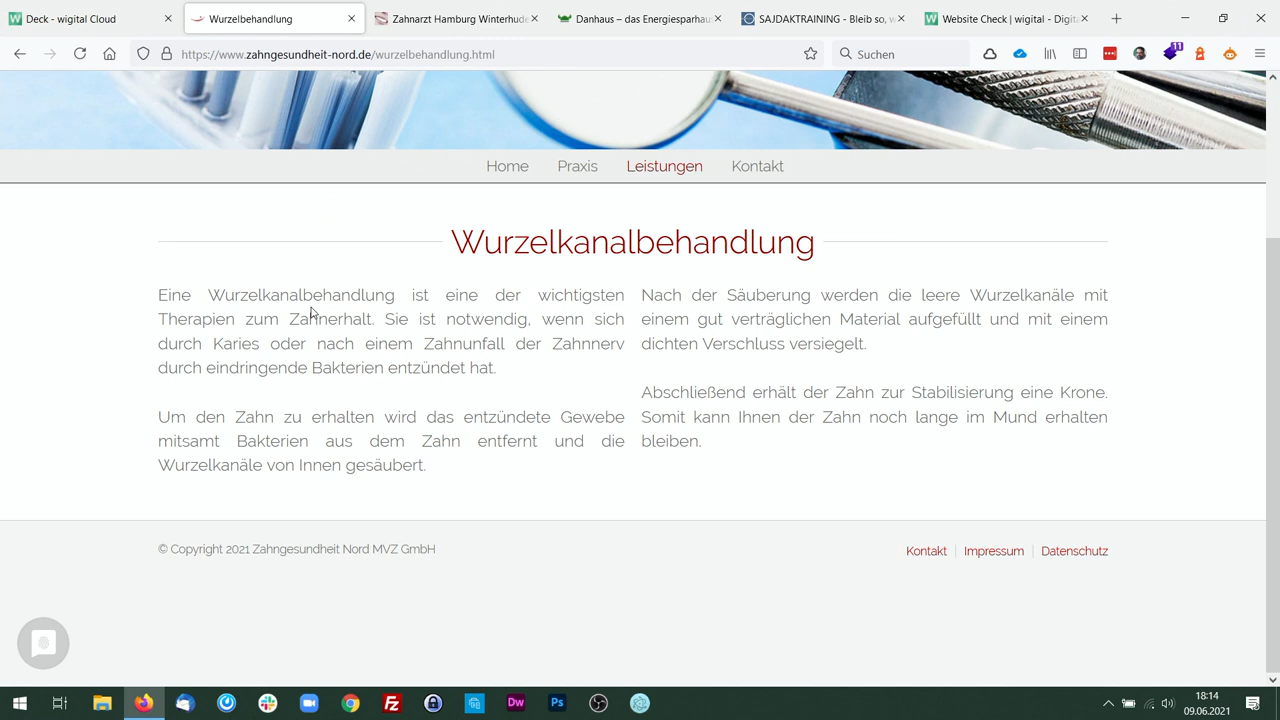 Deck - wigital Cloud
Wurzelbehandlung
Zahnarzt Hamburg Winterhude
Danhaus – das Energiesparhaus
SAJDAKTRAINING - Bleib so, w
Website Check | wigital - Digita
https://www.zahngesundheit-nord.de/wurzelbehandlung.html
Suchen
11
Home Praxis Leistungen Kontakt
Wurzelkanalbehandlung
Eine Wurzelkanalbehandlung ist eine der wichtigsten
Therapien zum Zahnerhalt. Sie ist notwendig, wenn sich
durch Karies oder nach einem Zahnunfall der Zahnnerv
durch eindringende Bakterien entzündet hat.
Um den Zahn zu erhalten wird das entzündete Gewebe
mitsamt Bakterien aus dem Zahn entfernt und die
Wurzelkanäle von Innen gesäubert.
Nach der Säuberung werden die leere Wurzelkanäle mit
einem gut verträglichen Material aufgefüllt und mit einem
dichten Verschluss versiegelt.
Abschließend erhält der Zahn zur Stabilisierung eine Krone.
Somit kann Ihnen der Zahn noch lange im Mund erhalten
bleiben.
© Copyright 2021 Zahngesundheit Nord MVZ GmbH
Kontakt | Impressum | Datenschutz
Dw
Ps
18:14
09.06.2021